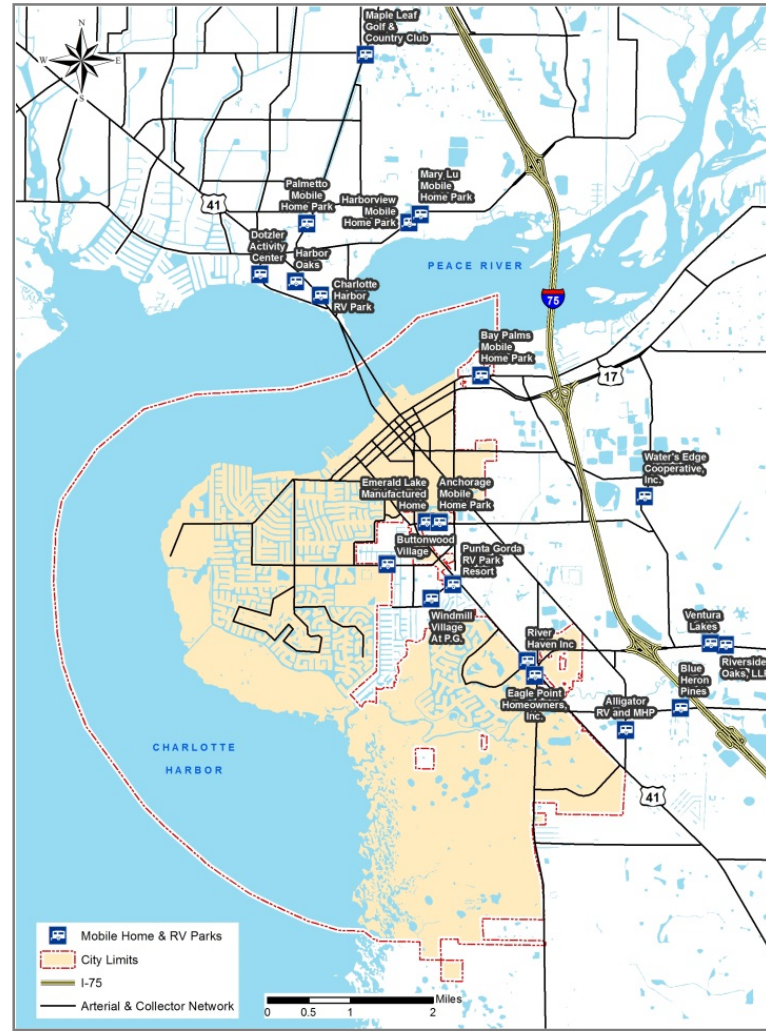 Maple Leaf
Golf &
Country Club
N
W
E
S
41
Palmetto
Mobile
Home Park
Harborview
Mobile
Home Park
Mary Lu
Mobile
Home Park
Dotzler
Activity
Center
Harbor
Oaks
Charlotte
Harbor
RV Park
PEACE RIVER
75
Bay Palms
Mobile
Home Park
17
Water's Edge
Cooperative,
Inc.
Emerald Lake
Manufactured
Home
Anchorage
Mobile
Home Park
Buttonwood
Village
Punta Gorda
RV Park
Resort
Windmill
Village
At P.G.
River
Haven Inc
Ventura
Lakes
Riverside
Oaks, LL
Blue
Heron
Pines
Eagle Point
Homeowners,
Inc.
Alligator
RV and MHP
CHARLOTTE
HARBOR
41
Mobile Home & RV Parks
City Limits
I-75
Arterial & Collector Network
Miles
0 0.5 1 2